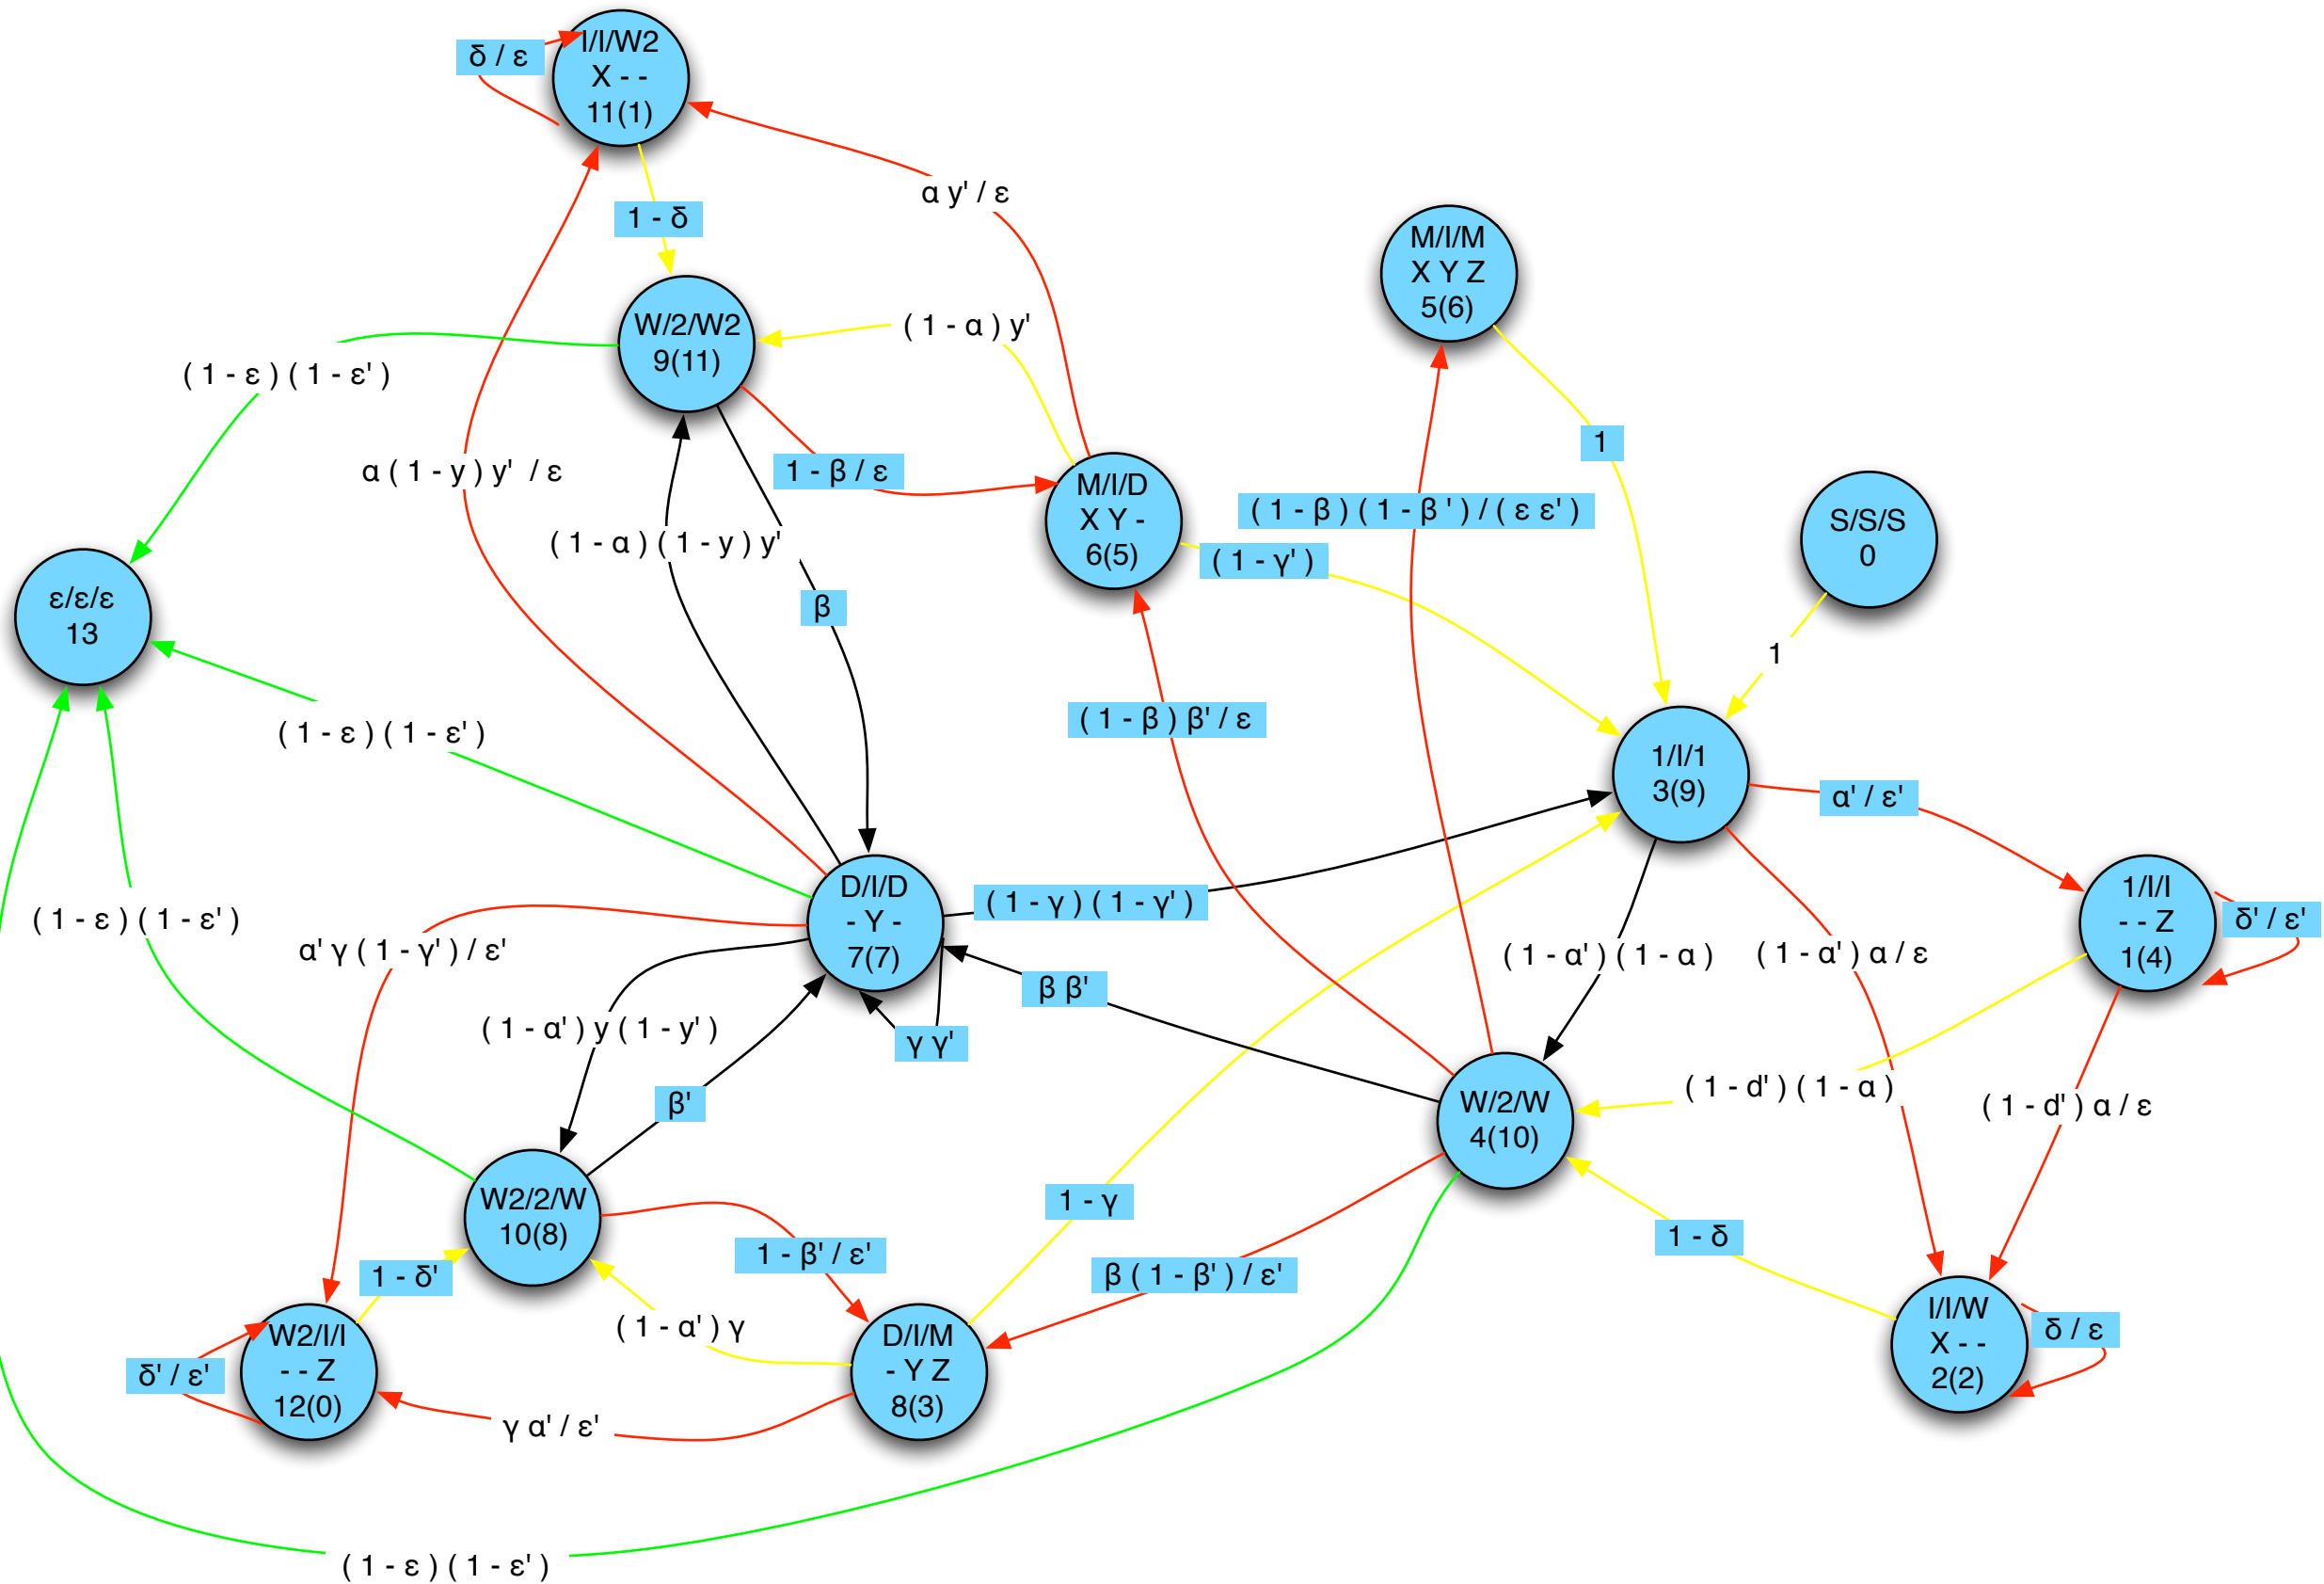 I/I/W2
X - -
11(1)
δ / ε
α y' / ε
1 - δ
M/I/M
X Y Z
5(6)
W/2/W2
9(11)
( 1 - α ) y'
( 1 - ε ) ( 1 - ε' )
1
α ( 1 - y ) y' / ε
1 - β / ε
M/I/D
X Y -
6(5)
( 1 - β ) ( 1 - β ' ) / ( ε ε' )
S/S/S
0
( 1 - α ) ( 1 - y ) y'
( 1 - γ' )
ε/ε/ε
13
β
1
( 1 - β ) β' / ε
( 1 - ε ) ( 1 - ε' )
1/I/1
3(9)
α' / ε'
D/I/D
- Y -
7(7)
( 1 - γ ) ( 1 - γ' )
1/I/I
- - Z
1(4)
δ' / ε'
( 1 - ε ) ( 1 - ε' )
α' γ ( 1 - γ' ) / ε'
( 1 - α' ) ( 1 - α )
( 1 - α' ) α / ε
β β'
( 1 - α' ) y ( 1 - y' )
γ γ'
( 1 - d' ) ( 1 - α )
( 1 - d' ) α / ε
β'
W/2/W
4(10)
W2/2/W
10(8)
1 - γ
1 - δ
1 - δ'
1 - β' / ε'
β ( 1 - β' ) / ε'
( 1 - α' ) γ
I/I/W
X - -
2(2)
δ / ε
W2/I/I
- - Z
12(0)
δ' / ε'
D/I/M
- Y Z
8(3)
γ α' / ε'
( 1 - ε ) ( 1 - ε' )